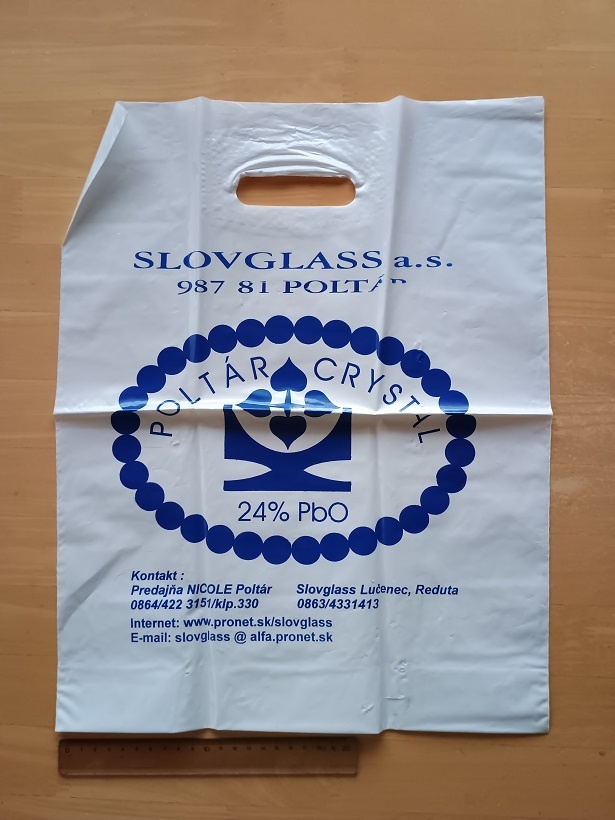 SLOVGLASS a.s.
987 81 POLTÁR
POLTÁR CRYSTAL
24% PbO
Kontakt :
Predajňa NICOLE Poltár Slovglass Lučenec, Reduta
0864/422 3151/klp.330 0863/4331413
Internet: www.pronet.sk/slovglass
E-mail: slovglass @ alfa.pronet.sk